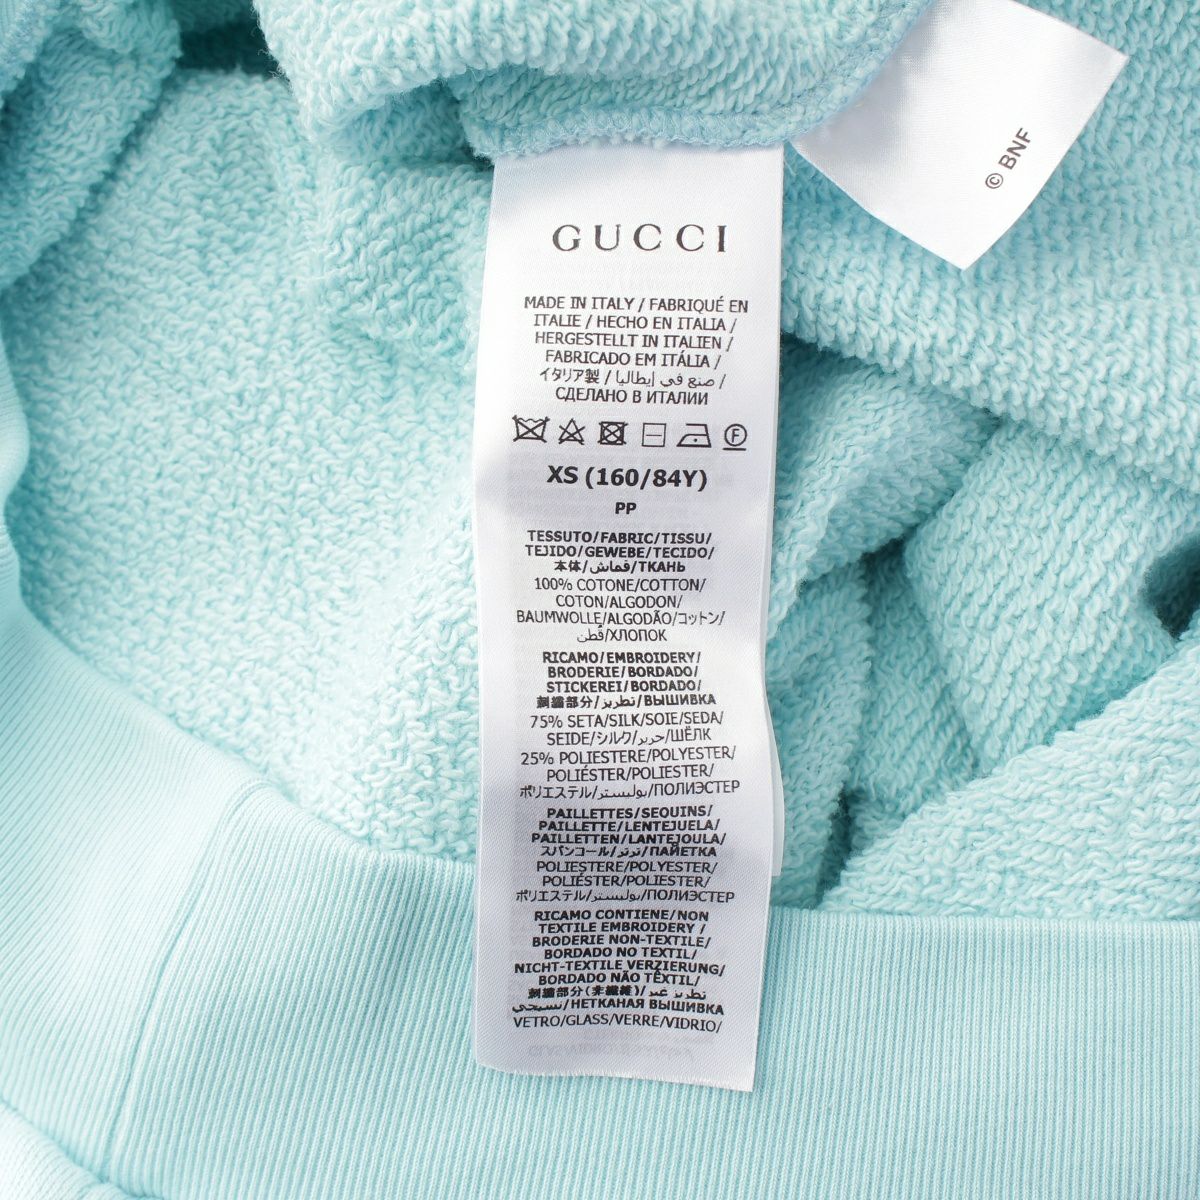 © BNF
GUCCI
MADE IN ITALY / FABRIQUÉ EN
ITALIE / HECHO EN ITALIA /
HERGESTELLT IN ITALIEN /
FABRICADO EM ITÁLIA /
イタリア製 / صنع في إيطاليا /
СДЕЛАНО В ИТАЛИИ
F
XS (160/84Y)
PP
TESSUTO/FABRIC/TISSU/
TEJIDO/GEWEBE/TECIDO/
本体/قماش/ТКАНЬ
100% COTONE/COTTON/
COTON/ALGODON/
BAUMWOLLE/ALGODÃO/コットン/
قُطن/ХЛОПОК
RICAMO/EMBROIDERY/
BRODERIE/BORDADO/
STICKEREI/BORDADO/
刺繍部分/تطريز/ВЫШИВКА
75% SETA/SILK/SOIE/SEDA/
SEIDE/シルク/حرير/ШЁЛК
25% POLIESTERE/POLYESTER/
POLIÉSTER/POLIESTER/
ポリエステル/بوليستر/ПОЛИЭСТЕР
PAILLETTES/SEQUINS/
PAILLETTE/LENTEJUELA/
PAILLETTEN/LANTEJOULA/
スパンコール/ترتر/ПАЙЕТКА
POLIESTERE/POLYESTER/
POLIÉSTER/POLIESTER/
ポリエステル/بوليستر/ПОЛИЭСТЕР
RICAMO CONTIENE/NON
TEXTILE EMBROIDERY /
BRODERIE NON-TEXTILE/
BORDADO NO TEXTIL/
NICHT-TEXTILE VERZIERUNG/
BORDADO NÃO TÊXTIL/
刺繍部分(非繊維)/تطريز غير
نسيجي/НЕТКАНАЯ ВЫШИВКА
VETRO/GLASS/VERRE/VIDRIO/